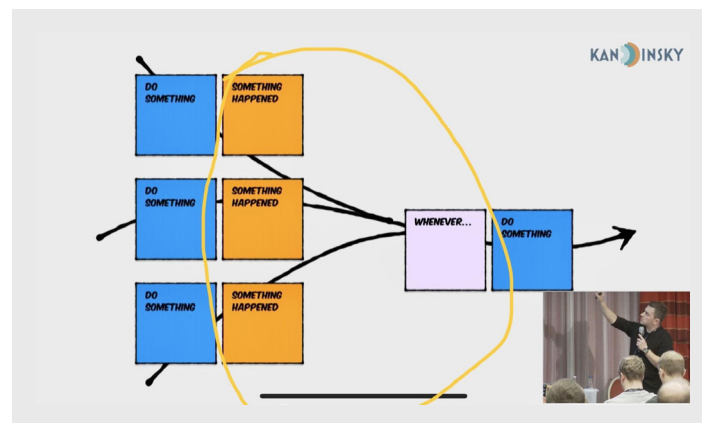 KANDINSKY
DO
SOMETHING
SOMETHING
HAPPENED
DO
SOMETHING
SOMETHING
HAPPENED
WHENEVER...
DO
SOMETHING
DO
SOMETHING
SOMETHING
HAPPENED